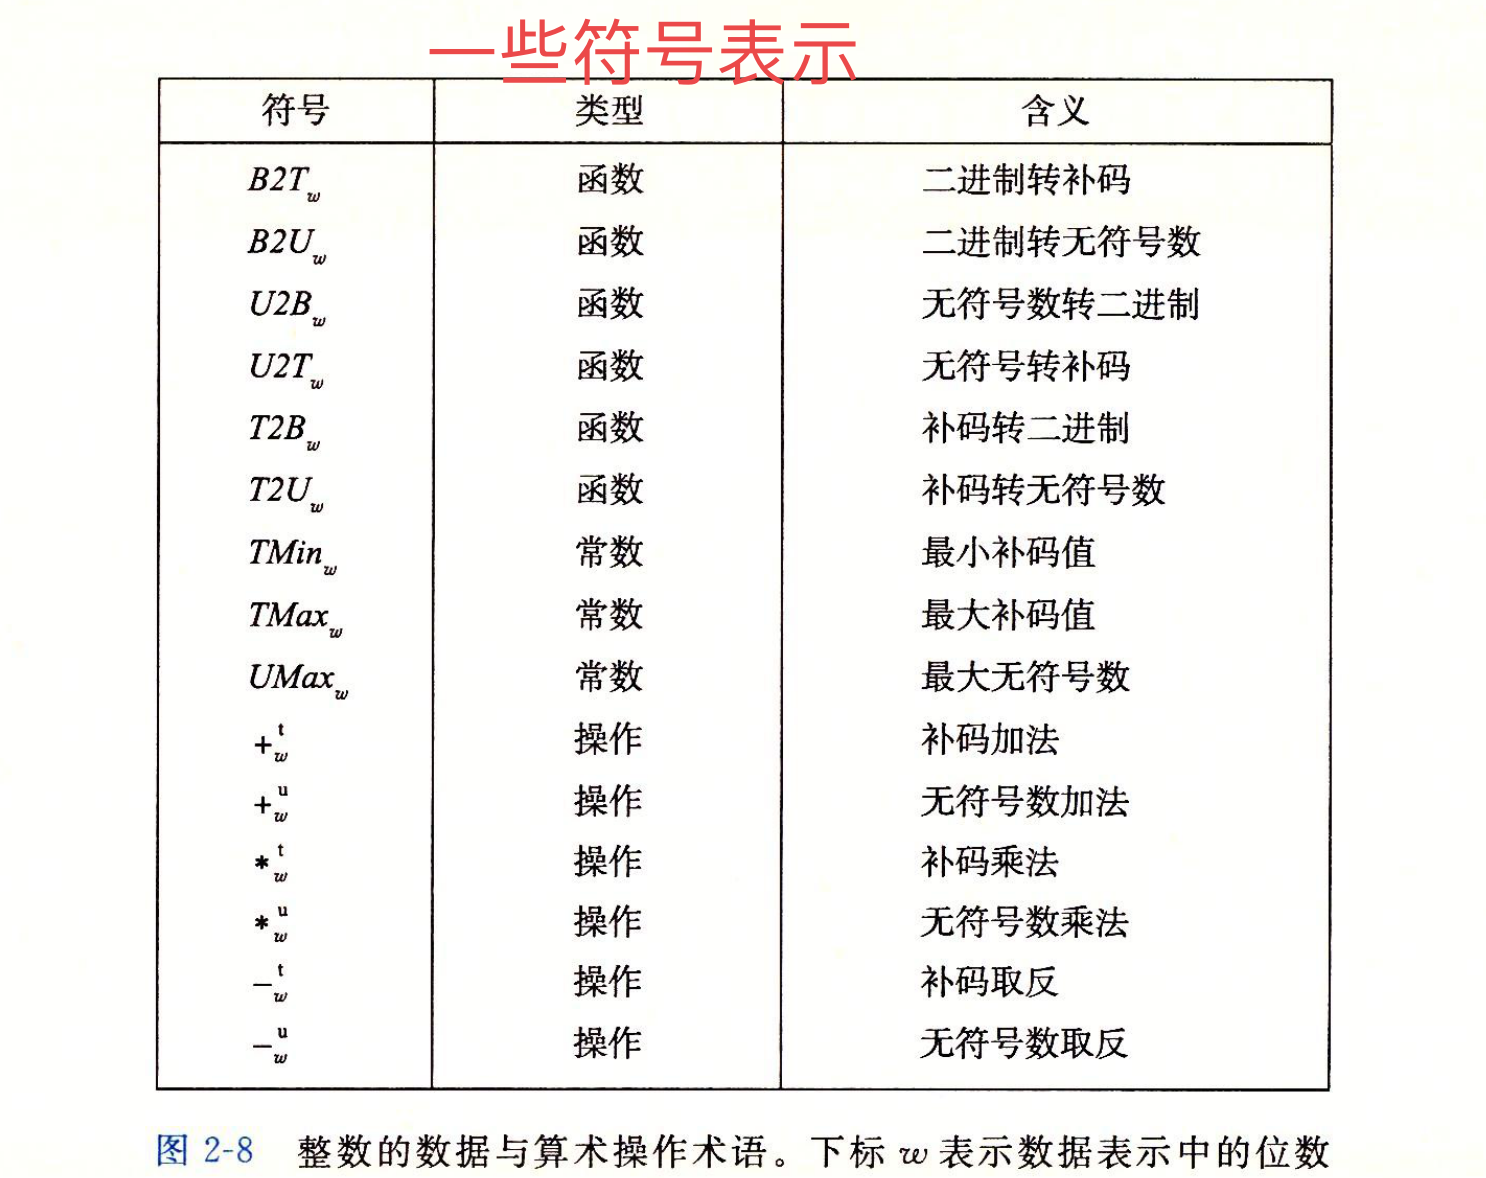 一些符号表示
符号 类型 含义
B2T_w 函数 二进制转补码
B2U_w 函数 二进制转无符号数
U2B_w 函数 无符号数转二进制
U2T_w 函数 无符号转补码
T2B_w 函数 补码转二进制
T2U_w 函数 补码转无符号数
TMin_w 常数 最小补码值
TMax_w 常数 最大补码值
UMax_w 常数 最大无符号数
+^t_w 操作 补码加法
+^u_w 操作 无符号数加法
*^t_w 操作 补码乘法
*^u_w 操作 无符号数乘法
-^t_w 操作 补码取反
-^u_w 操作 无符号数取反
图 2-8 整数的数据与算术操作术语。下标 w 表示数据表示中的位数